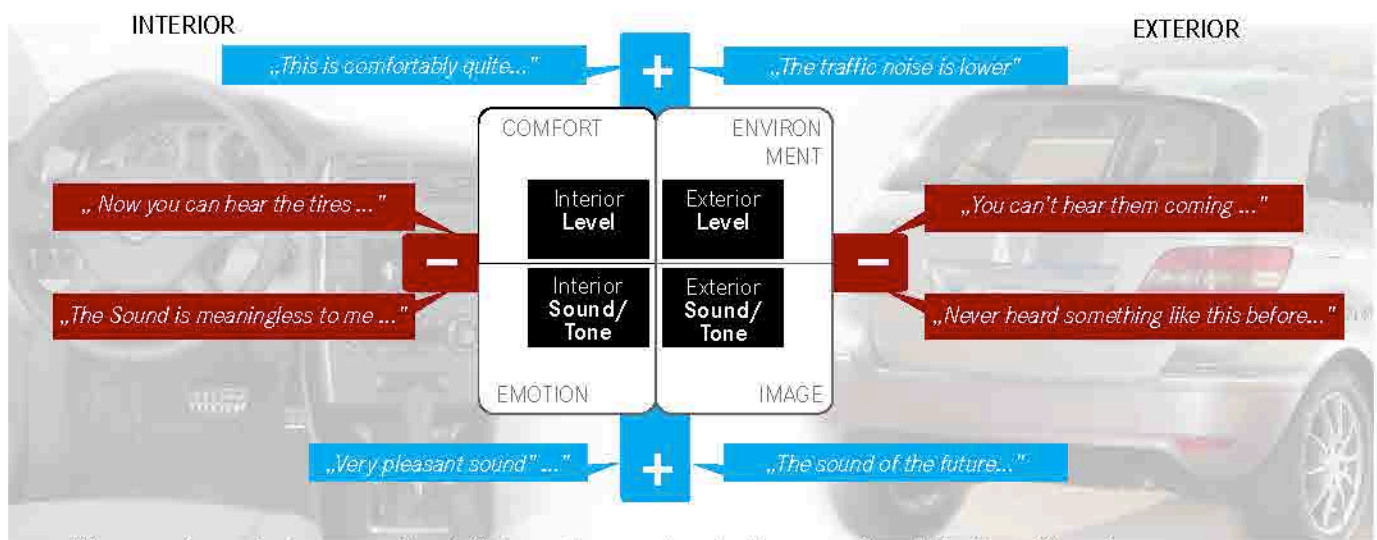 INTERIOR
EXTERIOR
„This is comfortably quite..."
+
„The traffic noise is lower"
COMFORT
ENVIRON
MENT
„ Now you can hear the tires ..."
Interior
Level
Exterior
Level
„You can't hear them coming ..."
–
–
„The Sound is meaningless to me ..."
Interior
Sound/
Tone
Exterior
Sound/
Tone
„Never heard something like this before..."
EMOTION
IMAGE
„Very pleasant sound" ..."
+
„The sound of the future..."